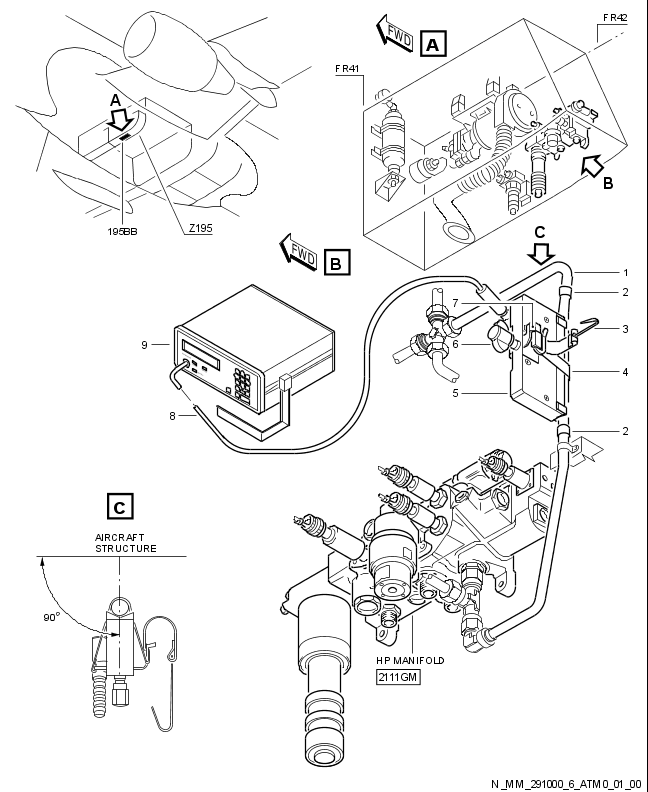 FR42
FWD
A
FR41
A
B
195BB
Z195
C
FWD
B
1
2
7
3
9
6
4
5
8
2
C
AIRCRAFT
STRUCTURE
90°
HP MANIFOLD
2111GM
N_MM_291000_6_ATM0_01_00